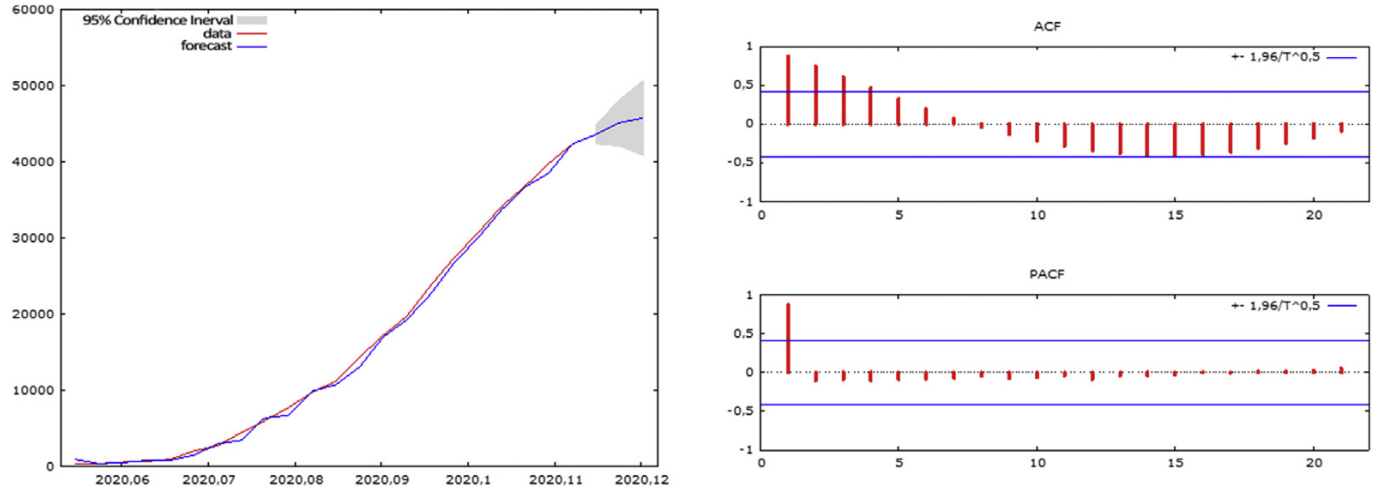 60000
95% Confidence Inerval
data
forecast
50000
40000
30000
20000
10000
0
2020,06 2020,07 2020,08 2020,09 2020,1 2020,11 2020,12
ACF
+- 1,96/T^0,5
1
0,5
0
-0,5
-1
0 5 10 15 20
PACF
+- 1,96/T^0,5
1
0,5
0
-0,5
-1
0 5 10 15 20